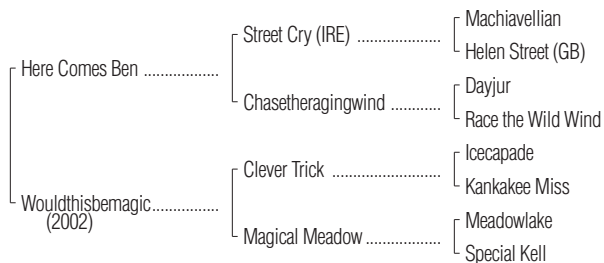 Machiavellian
Street Cry (IRE) ....................
Helen Street (GB)
Here Comes Ben ..................
Dayjur
Chasetheragingwind ............
Race the Wild Wind
Icecapade
Clever Trick ..........................
Kankakee Miss
Wouldthisbemagic................
(2002)
Meadowlake
Magical Meadow ..................
Special Kell